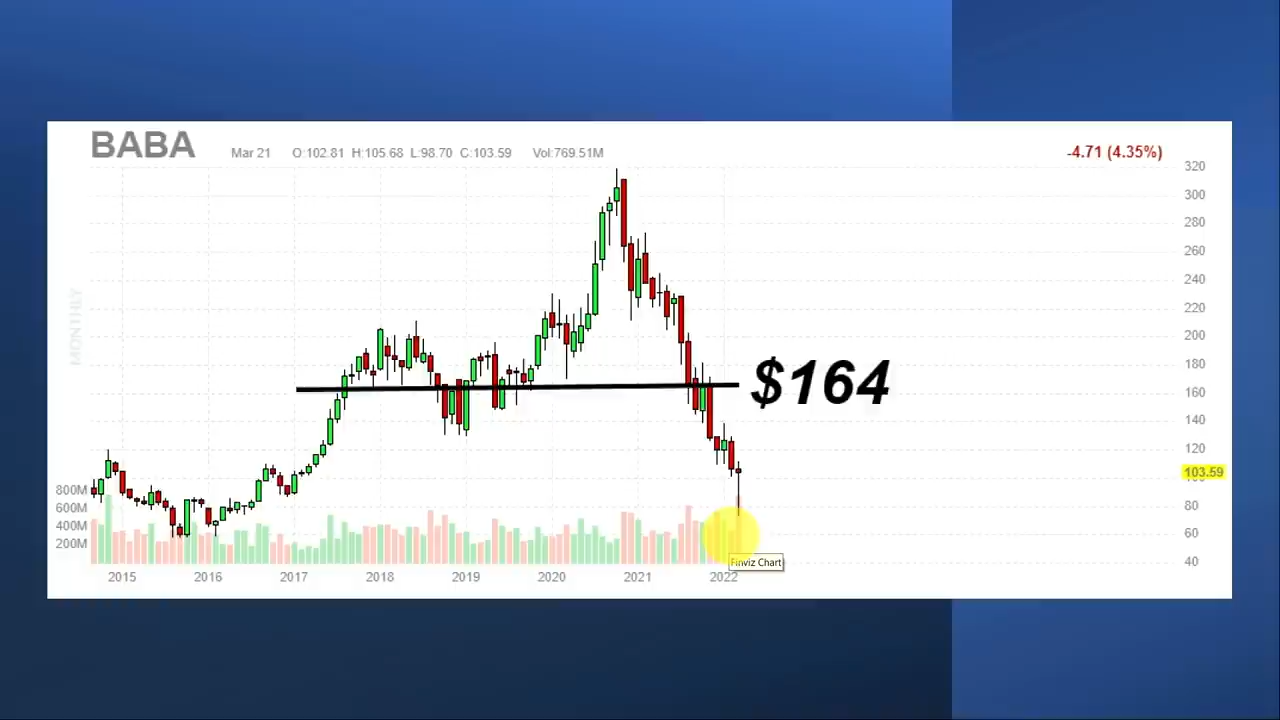 BABA Mar 21 O:102.81 H:105.68 L:98.70 C:103.59 Vol:769.51M -4.71 (4.35%)
320
300
280
260
240
220
200
180
160
140
120
100
80
60
40
103.59
MONTHLY
$164
800M
600M
400M
200M
Finviz Chart
2015 2016 2017 2018 2019 2020 2021 2022